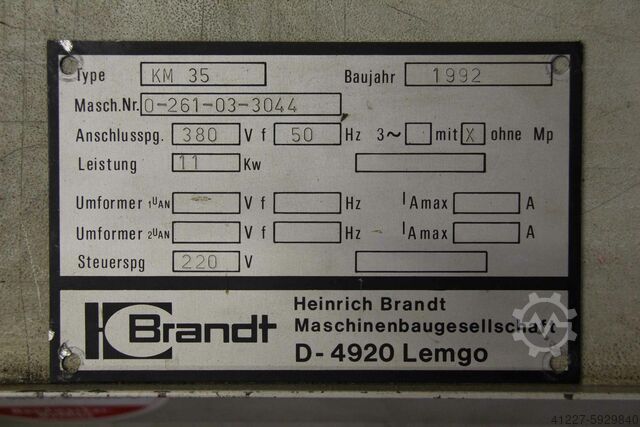 Type KM 35 Baujahr 1992
Masch.Nr. 0-261-03-3044
Anschlusspg. 380 V f 50 Hz 3~ mit X ohne Mp
Leistung 11 Kw
Umformer 1UAN V f Hz IAmax A
Umformer 2UAN V f Hz IAmax A
Steuerspg 220 V
Brandt
Heinrich Brandt
Maschinenbaugesellschaft
D-4920 Lemgo
41227-5929840